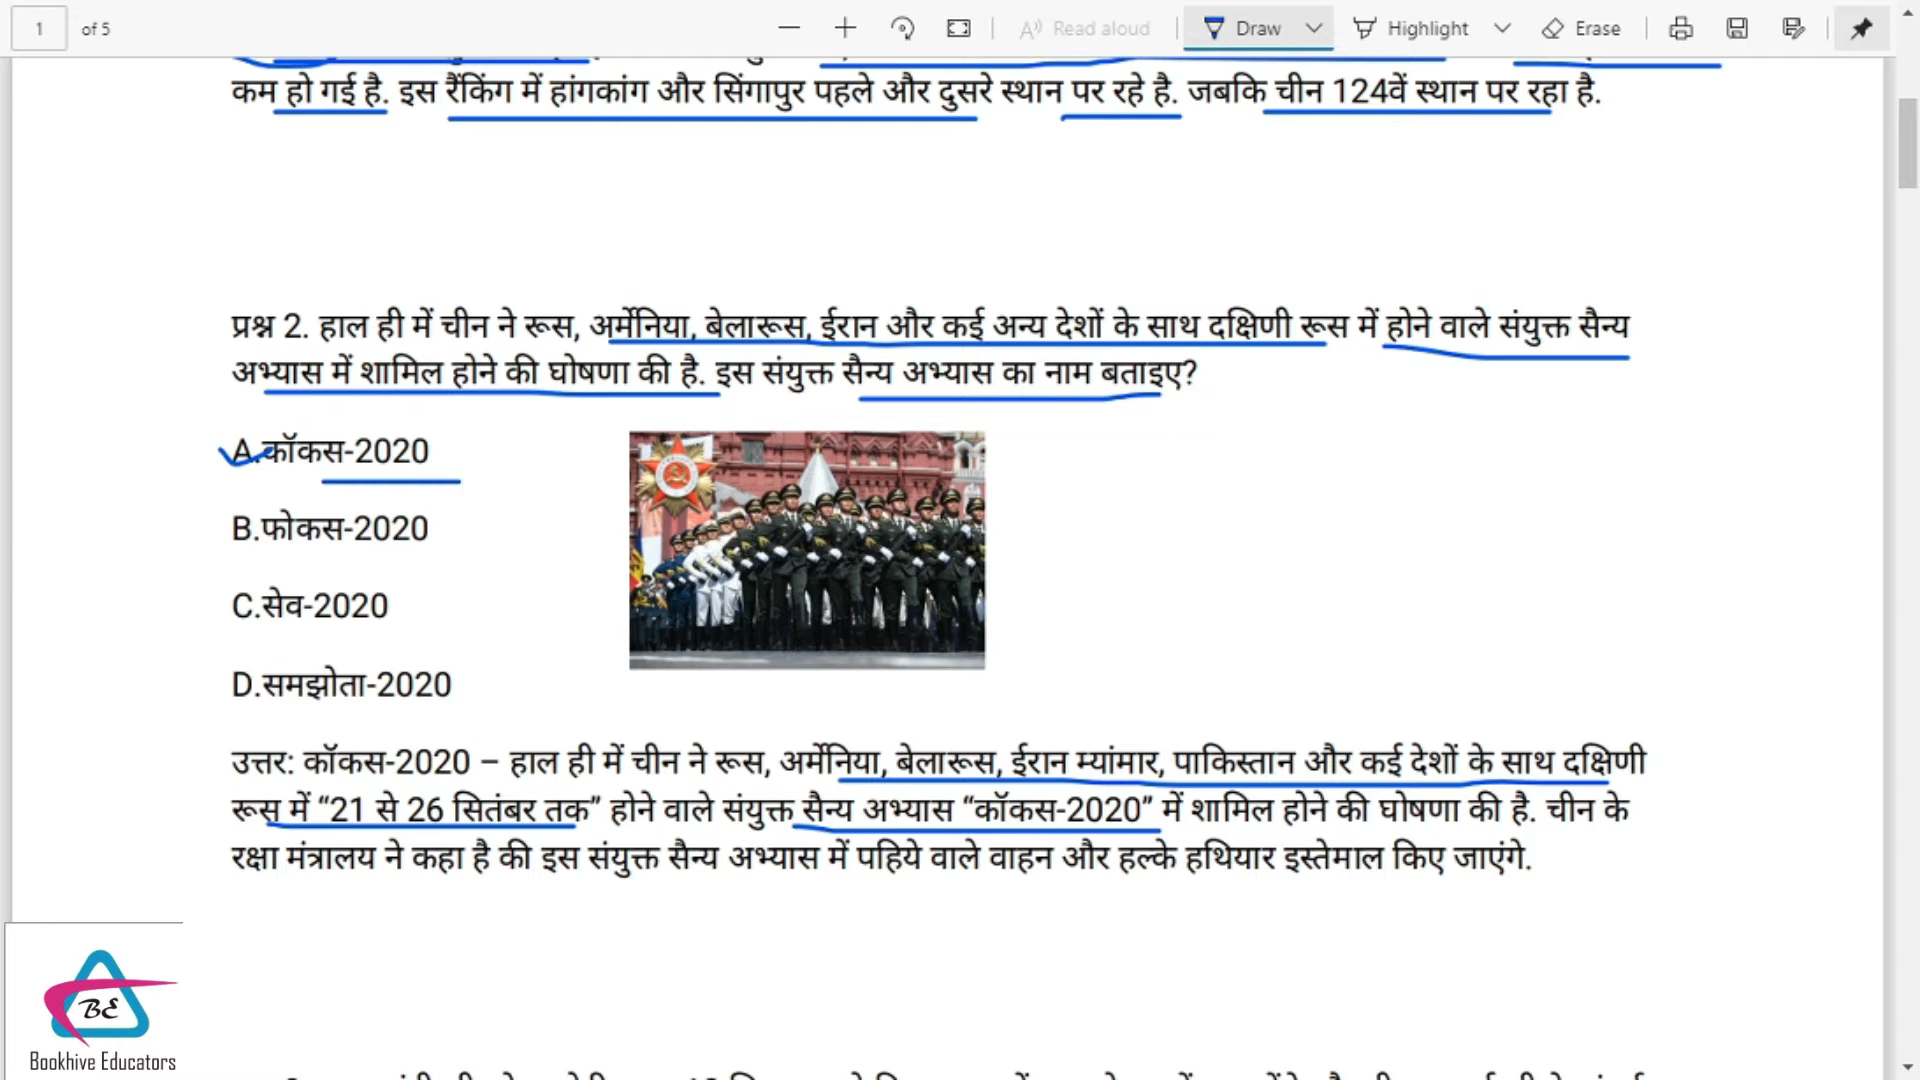 1 of 5 Read aloud Draw Highlight Erase
कम हो गई है. इस रैंकिंग में हांगकांग और सिंगापुर पहले और दुसरे स्थान पर रहे है. जबकि चीन 124वें स्थान पर रहा है.
प्रश्न 2. हाल ही में चीन ने रूस, अर्मेनिया, बेलारूस, ईरान और कई अन्य देशों के साथ दक्षिणी रूस में होने वाले संयुक्त सैन्य
अभ्यास में शामिल होने की घोषणा की है. इस संयुक्त सैन्य अभ्यास का नाम बताइए?
A.कॉकस-2020
B.फोकस-2020
C.सेव-2020
D.समझोता-2020
उत्तर: कॉकस-2020 – हाल ही में चीन ने रूस, अर्मेनिया, बेलारूस, ईरान म्यांमार, पाकिस्तान और कई देशों के साथ दक्षिणी
रूस में “21 से 26 सितंबर तक” होने वाले संयुक्त सैन्य अभ्यास “कॉकस-2020” में शामिल होने की घोषणा की है. चीन के
रक्षा मंत्रालय ने कहा है की इस संयुक्त सैन्य अभ्यास में पहिये वाले वाहन और हल्के हथियार इस्तेमाल किए जाएंगे.
BE
Bookhive Educators